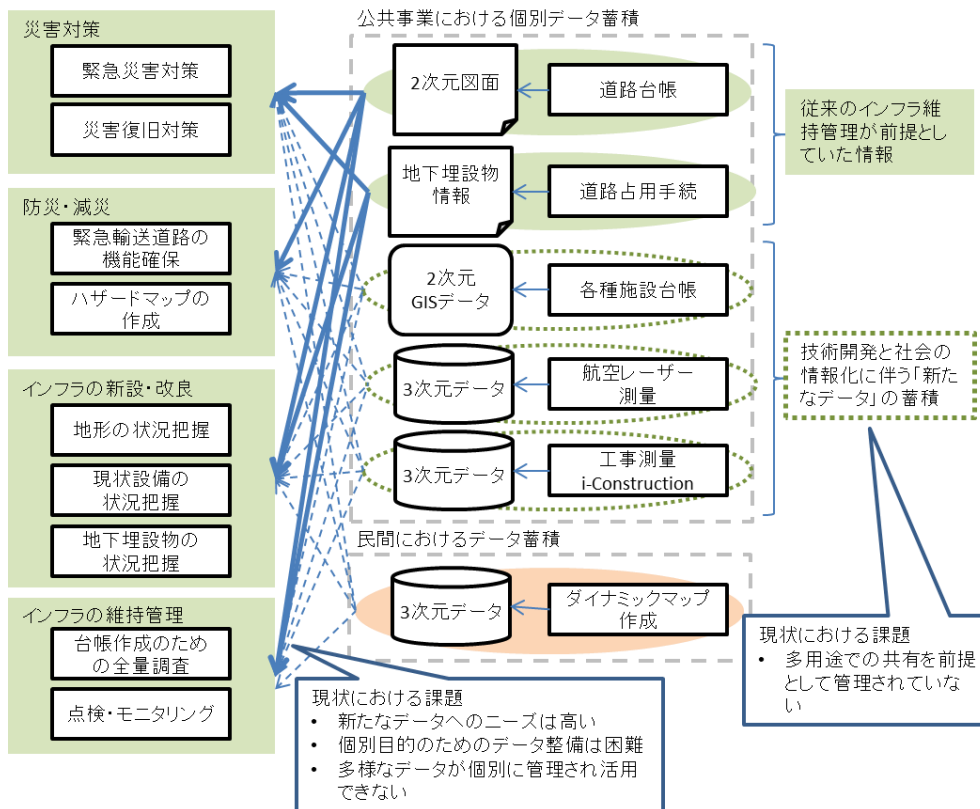 災害対策
緊急災害対策
災害復旧対策
防災・減災
緊急輸送道路の
機能確保
ハザードマップの
作成
インフラの新設・改良
地形の状況把握
現状設備の
状況把握
地下埋設物の
状況把握
インフラの維持管理
台帳作成のため
の全量調査
点検・モニタリング
公共事業における個別データ蓄積
2次元図面
道路台帳
地下埋設物
情報
道路占用手続
2次元
GISデータ
各種施設台帳
3次元データ
航空レーザー
測量
3次元データ
工事測量
i-Construction
民間におけるデータ蓄積
3次元データ
ダイナミックマップ
作成
従来のインフラ維
持管理が前提とし
ていた情報
技術開発と社会の
情報化に伴う「新た
なデータ」の蓄積
現状における課題
• 多用途での共有を前提
として管理されていな
い
現状における課題
• 新たなデータへのニーズは高い
• 個別目的のためのデータ整備は困難
• 多様なデータが個別に管理され活用
できない